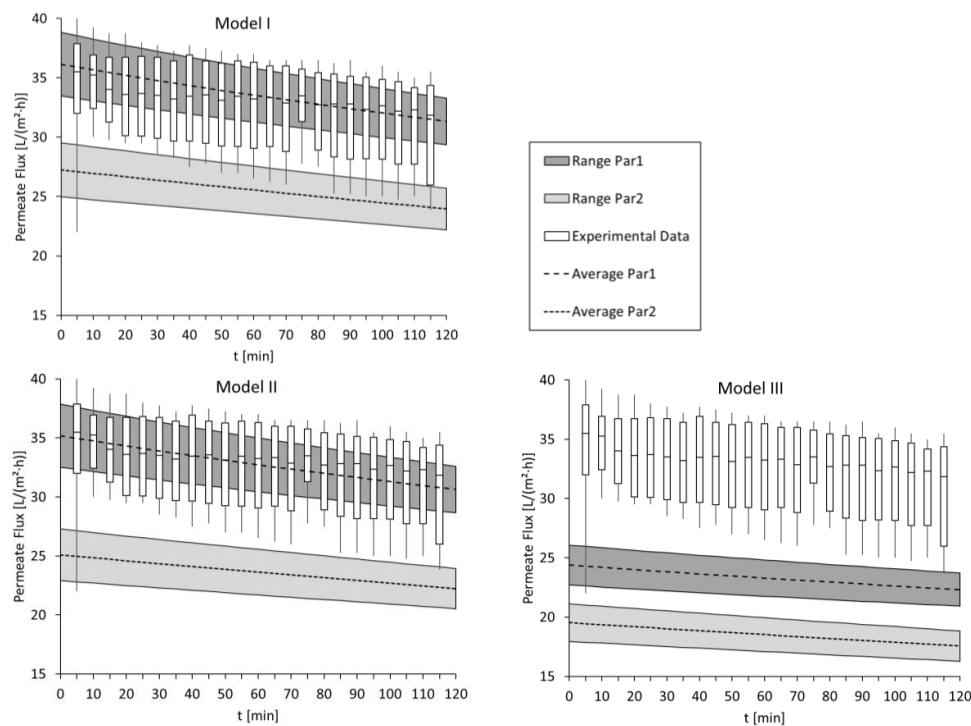 Model I
Permeate Flux [L/(m²·h)]
40
35
30
25
20
15
0 10 20 30 40 50 60 70 80 90 100 110 120
t [min]
Range Par1
Range Par2
Experimental Data
Average Par1
Average Par2
Model II
Permeate Flux [L/(m²·h)]
40
35
30
25
20
15
0 10 20 30 40 50 60 70 80 90 100 110 120
t [min]
Model III
Permeate Flux [L/(m²·h)]
40
35
30
25
20
15
0 10 20 30 40 50 60 70 80 90 100 110 120
t [min]